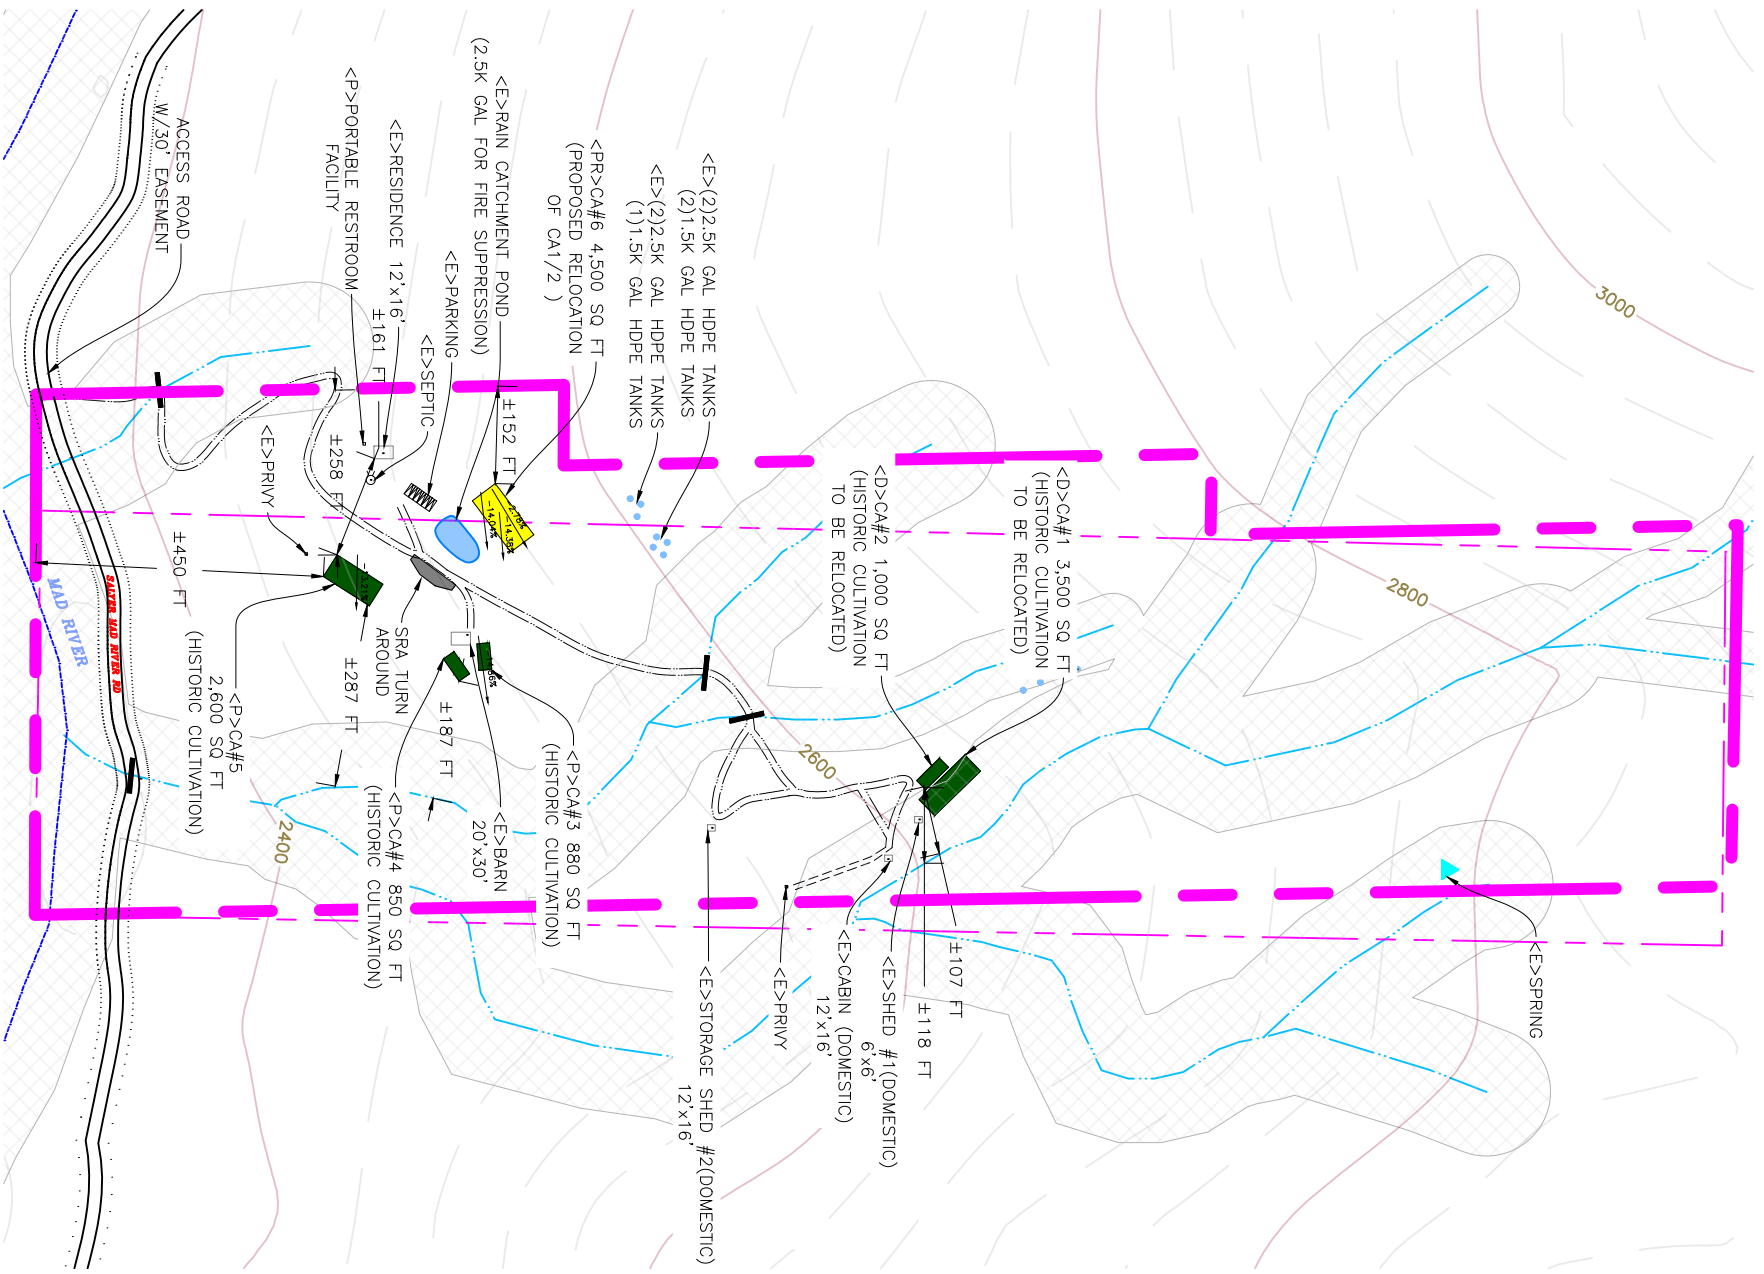 ACCESS ROAD
W/30' EASEMENT
<P>PORTABLE RESTROOM
FACILITY
<E>RESIDENCE 12'x16'
±161 FT
<E>SEPTIC
<E>PARKING
<E>RAIN CATCHMENT POND
(2.5K GAL FOR FIRE SUPPRESSION)
<PR>CA#6 4,500 SQ FT
(PROPOSED RELOCATION
OF CA1/2 )
<E>(2)2.5K GAL HDPE TANKS
(1)1.5K GAL HDPE TANKS
<E>(2)2.5K GAL HDPE TANKS
(2)1.5K GAL HDPE TANKS
±152 FT
-14.38%
-14.04%
<D>CA#2 1,000 SQ FT
(HISTORIC CULTIVATION
TO BE RELOCATED)
<D>CA#1 3,500 SQ FT
(HISTORIC CULTIVATION
TO BE RELOCATED)
3000
2800
2600
2400
±258 FT
<E>PRIVY
±450 FT
MAD RIVER
SALYER MAD RIVER RD
<P>CA#5
2,600 SQ FT
(HISTORIC CULTIVATION)
±287 FT
SRA TURN
AROUND
±187 FT
<P>CA#4 850 SQ FT
(HISTORIC CULTIVATION)
<E>BARN
20'x30'
<P>CA#3 880 SQ FT
(HISTORIC CULTIVATION)
<E>STORAGE SHED #2(DOMESTIC)
12'x16'
<E>PRIVY
<E>CABIN (DOMESTIC)
12'x16'
<E>SHED #1(DOMESTIC)
6'x6'
±118 FT
±107 FT
<E>SPRING